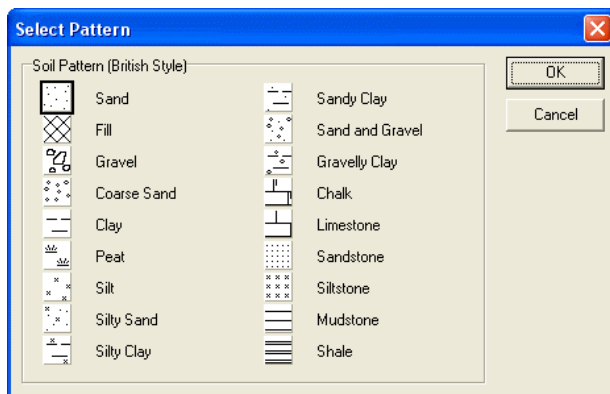 Select Pattern
Soil Pattern (British Style)
Sand
Fill
Gravel
Coarse Sand
Clay
Peat
Silt
Silty Sand
Silty Clay
Sandy Clay
Sand and Gravel
Gravelly Clay
Chalk
Limestone
Sandstone
Siltstone
Mudstone
Shale
OK
Cancel